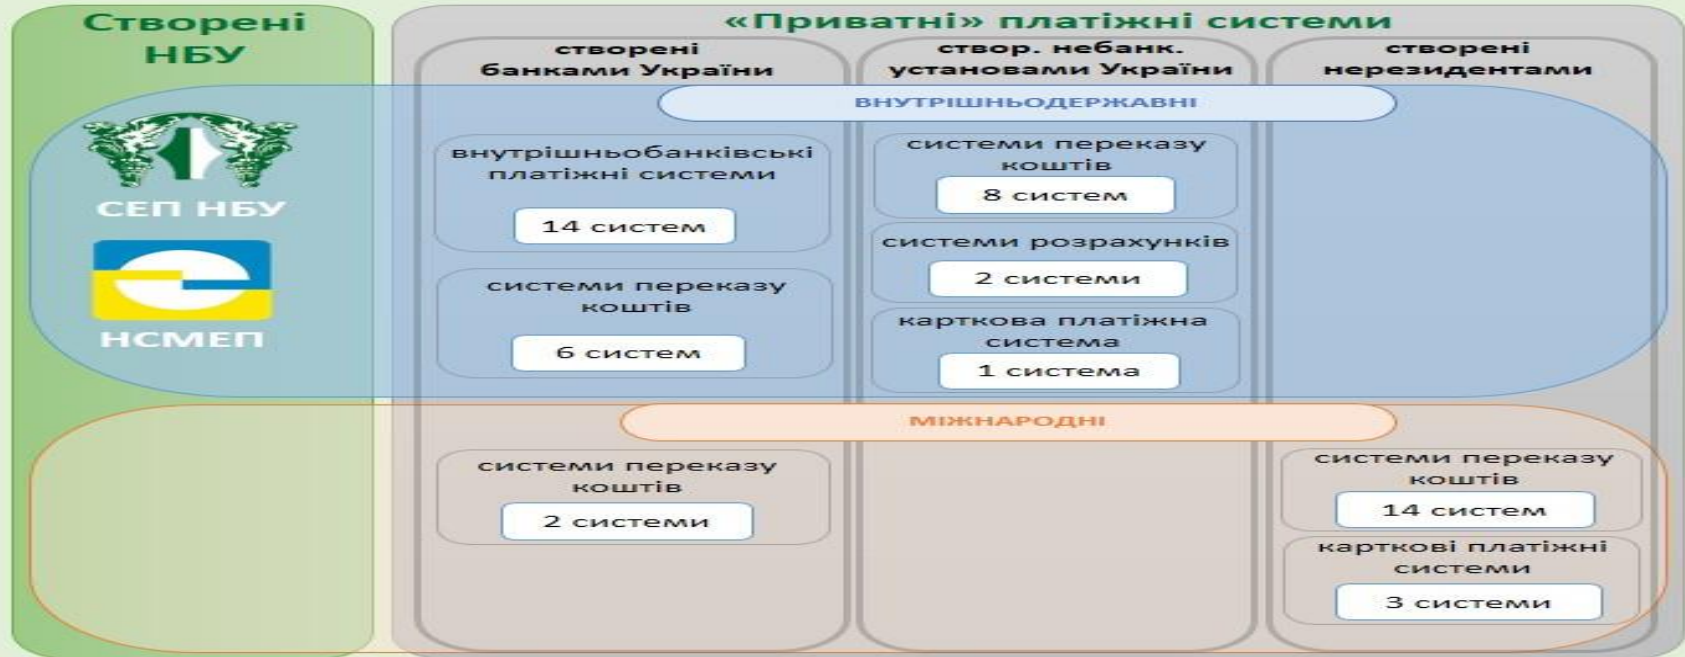 Створені
НБУ
«Приватні» платіжні системи
створені
банками України
створ. небанк.
установами України
створені
нерезидентами
ВНУТРІШНЬОДЕРЖАВНІ
СЕП НБУ
НСМЕП
внутрішньобанківські
платіжні системи
14 систем
системи переказу
коштів
6 систем
системи переказу
коштів
8 систем
системи розрахунків
2 системи
карткова платіжна
система
1 система
МІЖНАРОДНІ
системи переказу
коштів
2 системи
системи переказу
коштів
14 систем
карткові платіжні
системи
3 системи